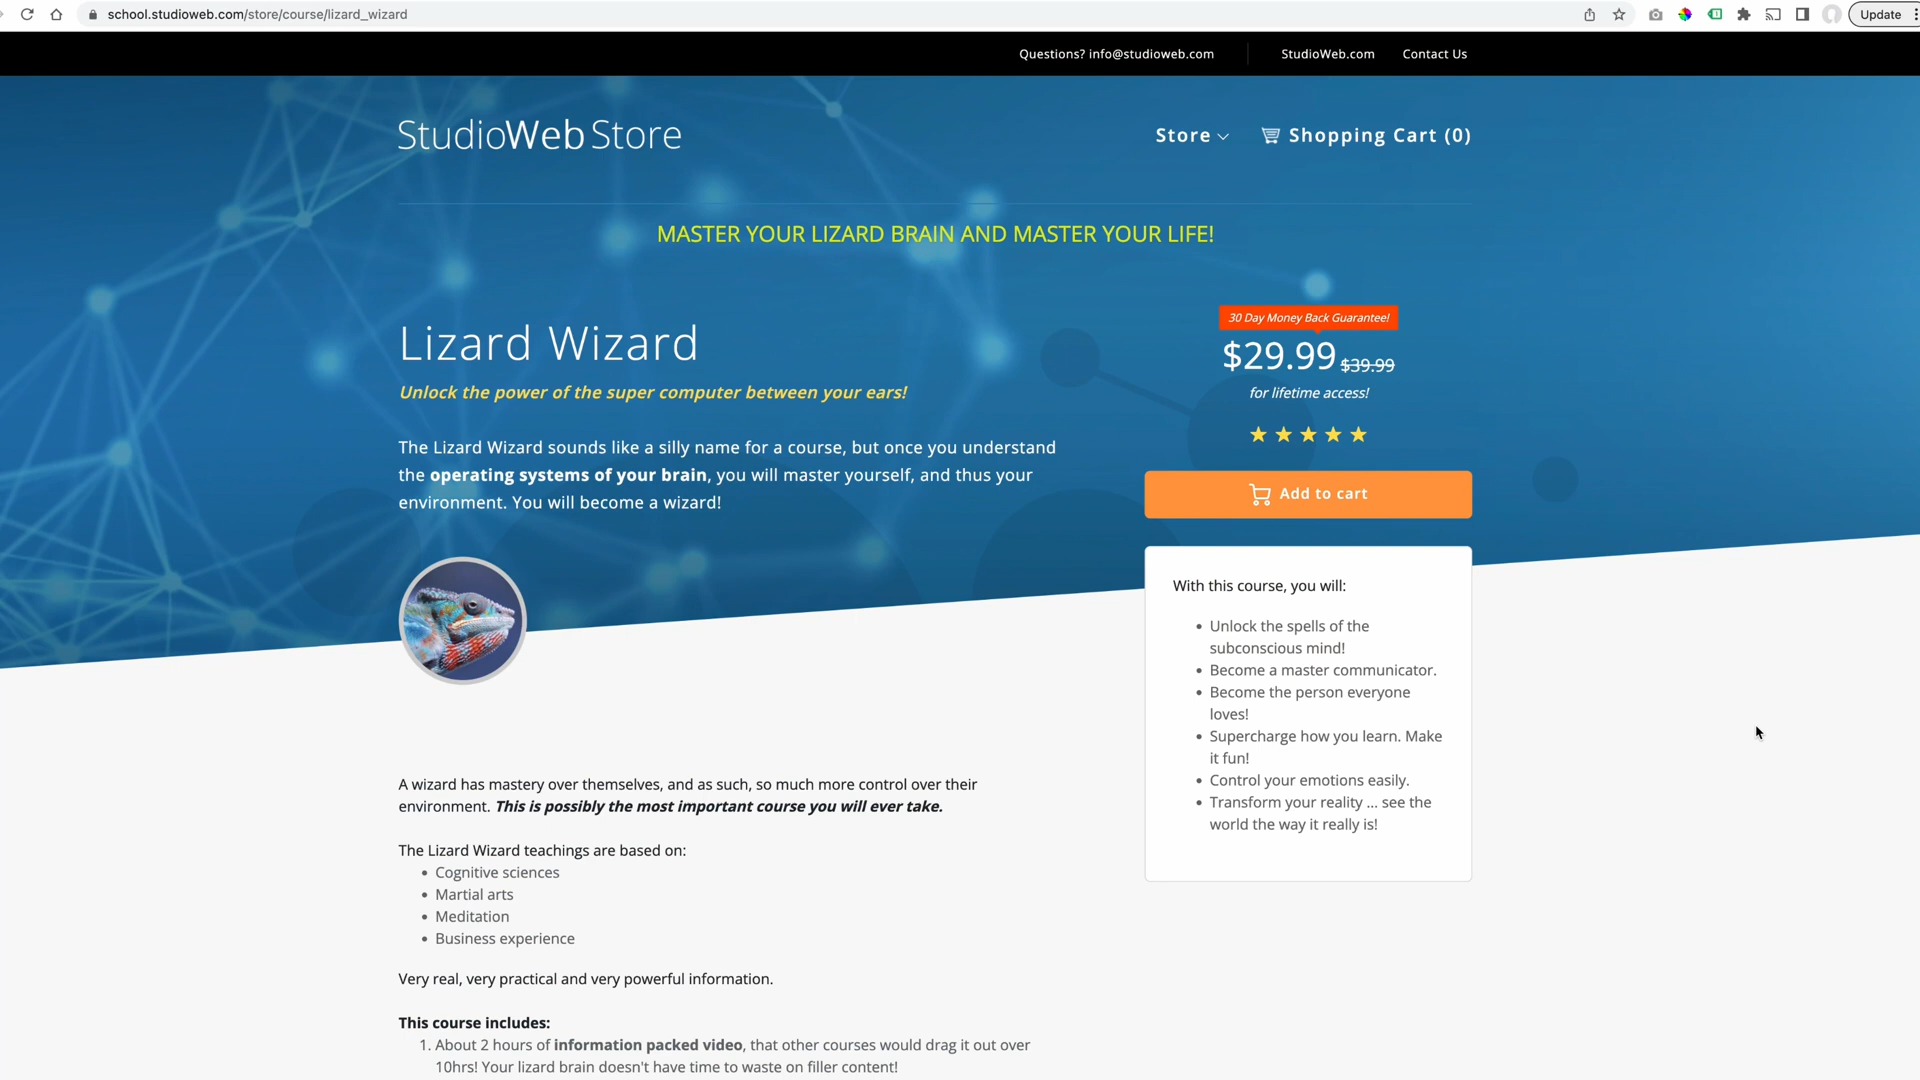 school.studioweb.com/store/course/lizard_wizard
Update
Questions? info@studioweb.com
StudioWeb.com
Contact Us
StudioWeb Store
Store
Shopping Cart (0)
MASTER YOUR LIZARD BRAIN AND MASTER YOUR LIFE!
Lizard Wizard
Unlock the power of the super computer between your ears!
The Lizard Wizard sounds like a silly name for a course, but once you understand
the operating systems of your brain, you will master yourself, and thus your
environment. You will become a wizard!
30 Day Money Back Guarantee!
$29.99 $39.99
for lifetime access!
Add to cart
With this course, you will:
• Unlock the spells of the
subconscious mind!
• Become a master communicator.
• Become the person everyone
loves!
• Supercharge how you learn. Make
it fun!
• Control your emotions easily.
• Transform your reality ... see the
world the way it really is!
A wizard has mastery over themselves, and as such, so much more control over their
environment. This is possibly the most important course you will ever take.
The Lizard Wizard teachings are based on:
• Cognitive sciences
• Martial arts
• Meditation
• Business experience
Very real, very practical and very powerful information.
This course includes:
1. About 2 hours of information packed video, that other courses would drag it out over
10hrs! Your lizard brain doesn't have time to waste on filler content!